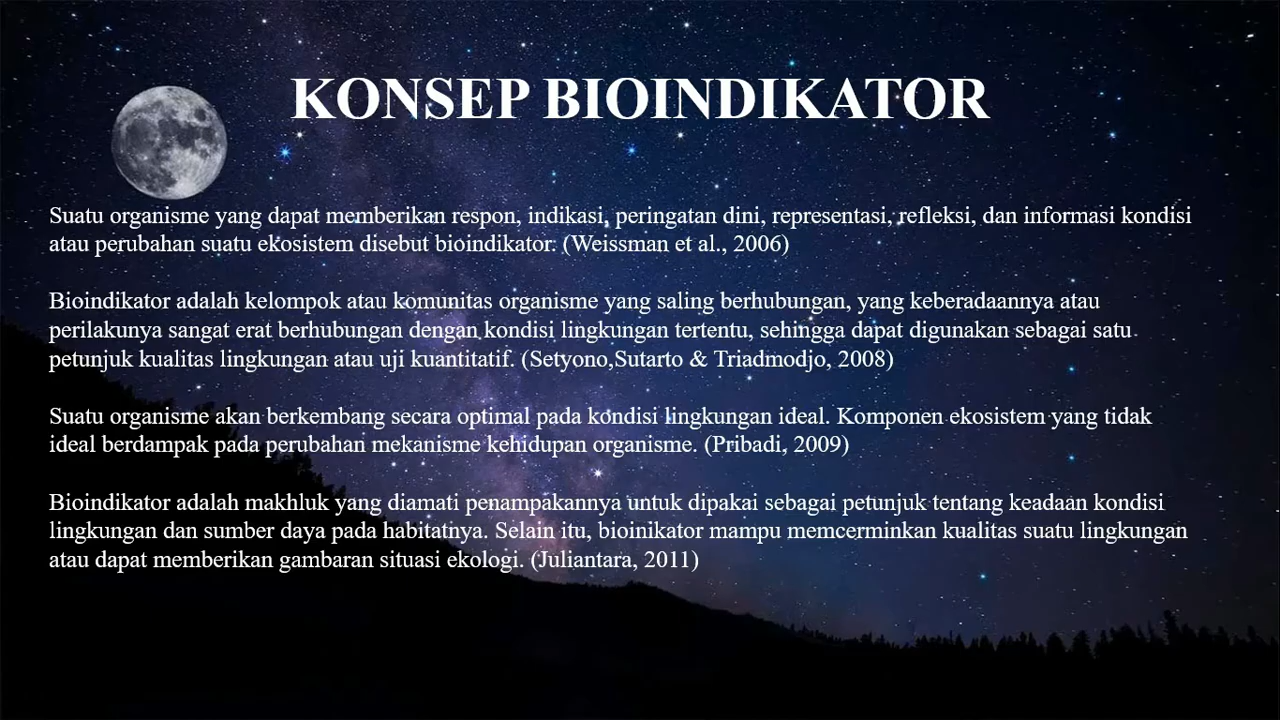 KONSEP BIOINDIKATOR
Suatu organisme yang dapat memberikan respon, indikasi, peringatan dini, representasi, refleksi, dan informasi kondisi
atau perubahan suatu ekosistem disebut bioindikator. (Weissman et al., 2006)
Bioindikator adalah kelompok atau komunitas organisme yang saling berhubungan, yang keberadaannya atau
perilakunya sangat erat berhubungan dengan kondisi lingkungan tertentu, sehingga dapat digunakan sebagai satu
petunjuk kualitas lingkungan atau uji kuantitatif. (Setyono,Sutarto & Triadmodjo, 2008)
Suatu organisme akan berkembang secara optimal pada kondisi lingkungan ideal. Komponen ekosistem yang tidak
ideal berdampak pada perubahan mekanisme kehidupan organisme. (Pribadi, 2009)
Bioindikator adalah makhluk yang diamati penampakannya untuk dipakai sebagai petunjuk tentang keadaan kondisi
lingkungan dan sumber daya pada habitatnya. Selain itu, bioinikator mampu memcerminkan kualitas suatu lingkungan
atau dapat memberikan gambaran situasi ekologi. (Juliantara, 2011)